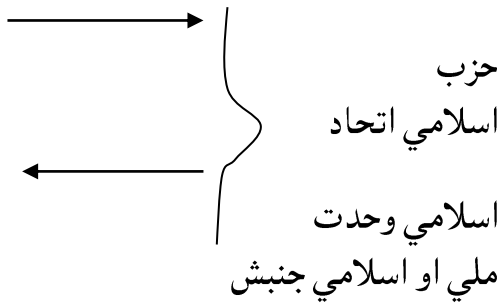 حزب
اسلامي اتحاد
اسلامي وحدت
ملي او اسلامي جنبش